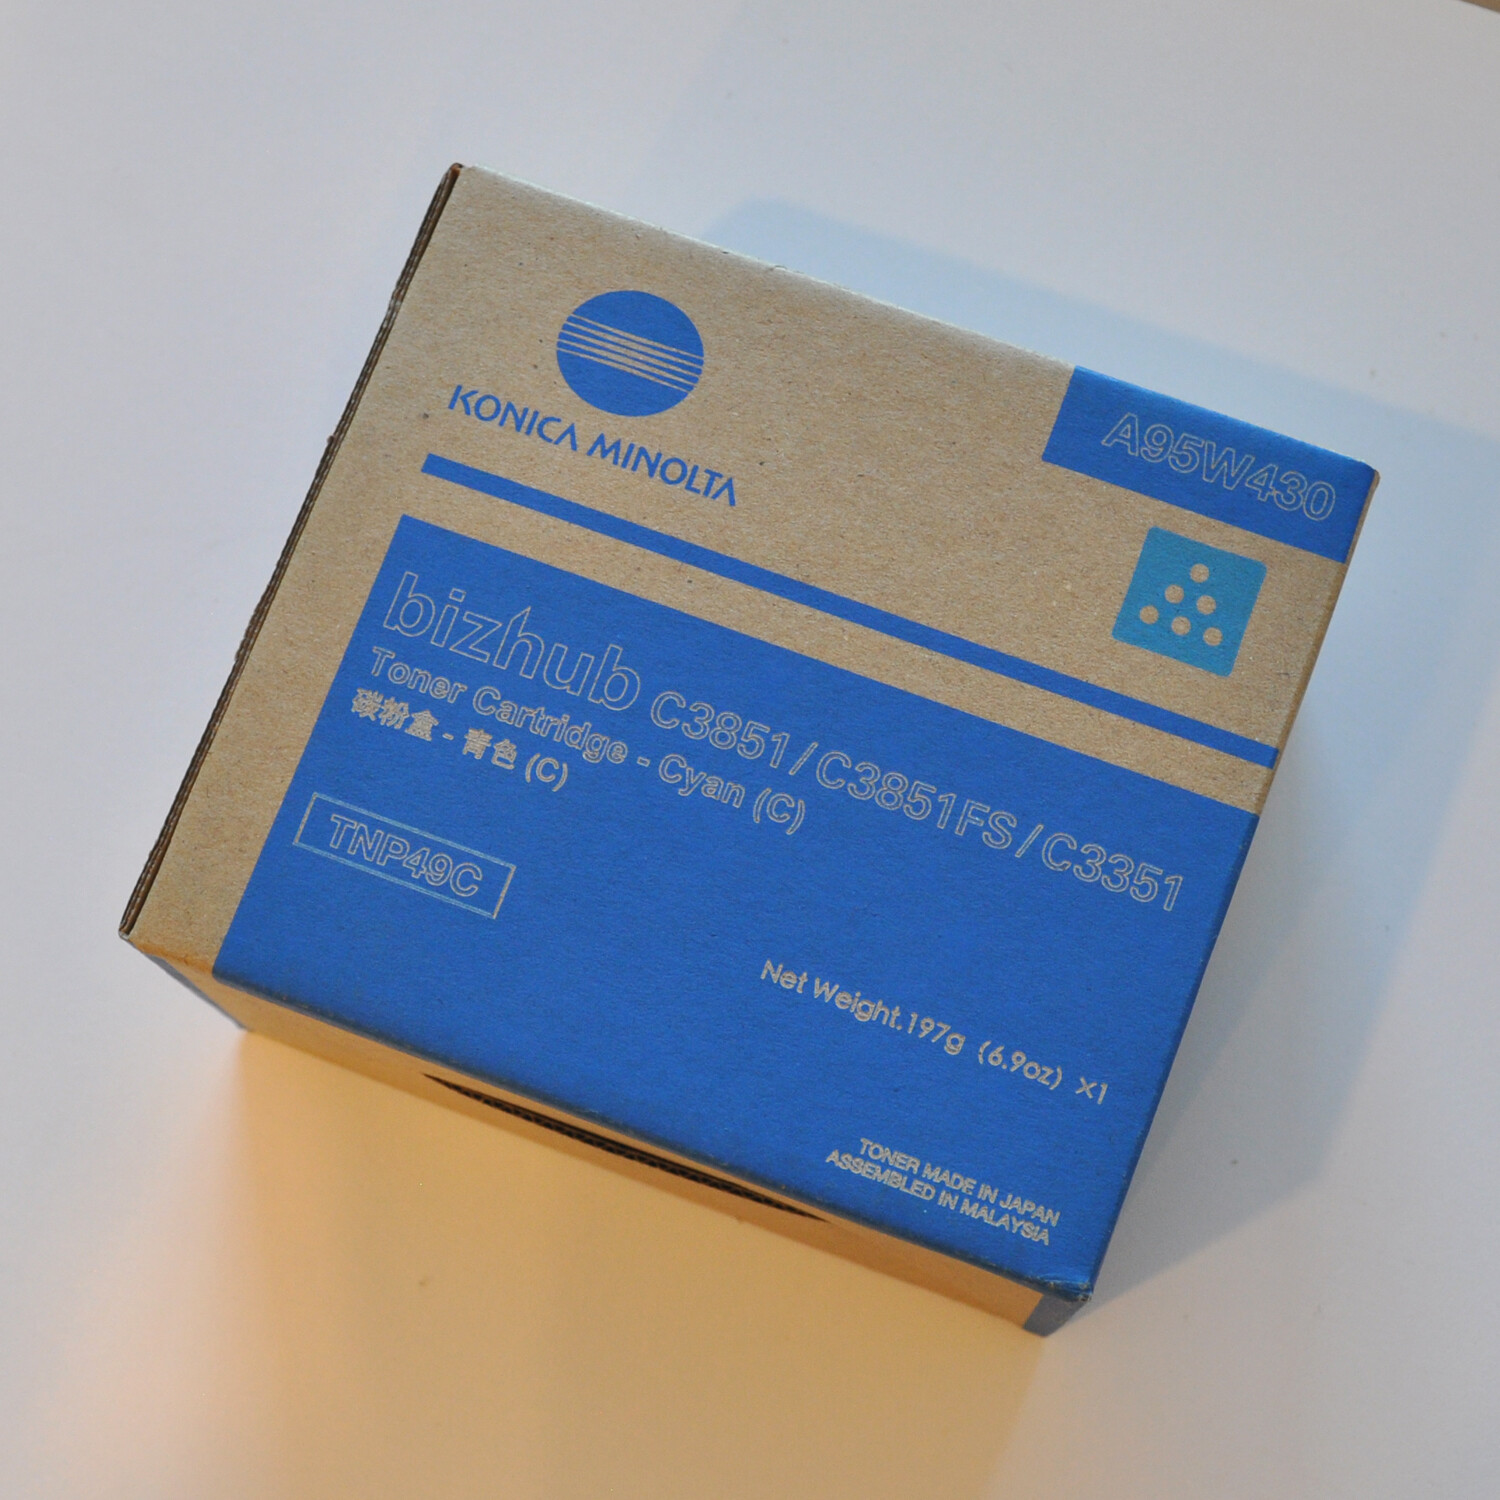 KONICA MINOLTA
A95W430
bizhub C3851 / C3851FS / C3351
Toner Cartridge - Cyan (C)
碳粉盒 - 青色 (C)
TNP49C
Net Weight.197g (6.9oz) ×1
TONER MADE IN JAPAN
ASSEMBLED IN MALAYSIA